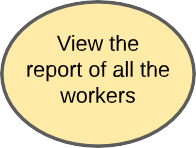 View the
report of all the
workers